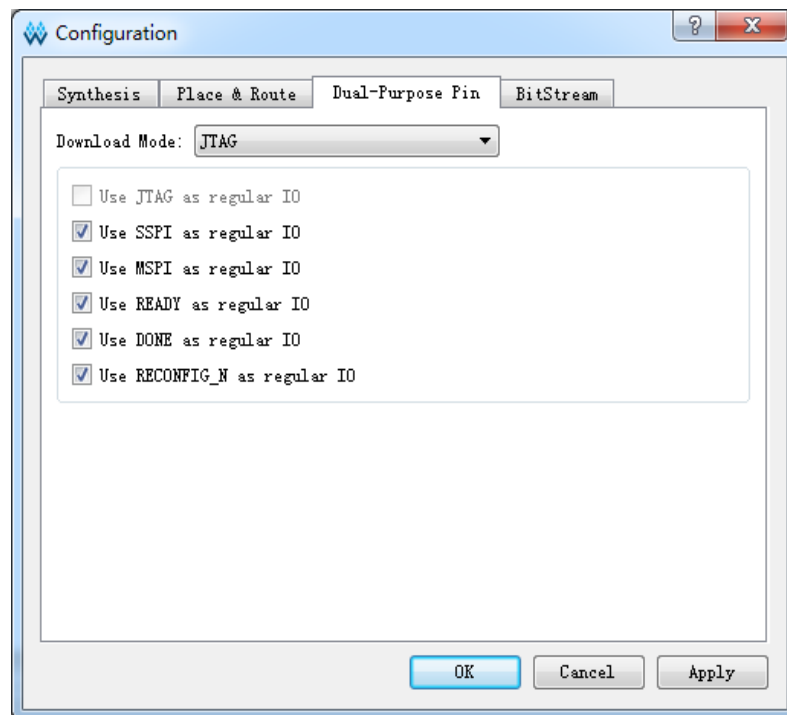 Configuration
Synthesis Place & Route Dual-Purpose Pin BitStream
Download Mode: JTAG
Use JTAG as regular IO
Use SSPI as regular IO
Use MSPI as regular IO
Use READY as regular IO
Use DONE as regular IO
Use RECONFIG_N as regular IO
OK Cancel Apply